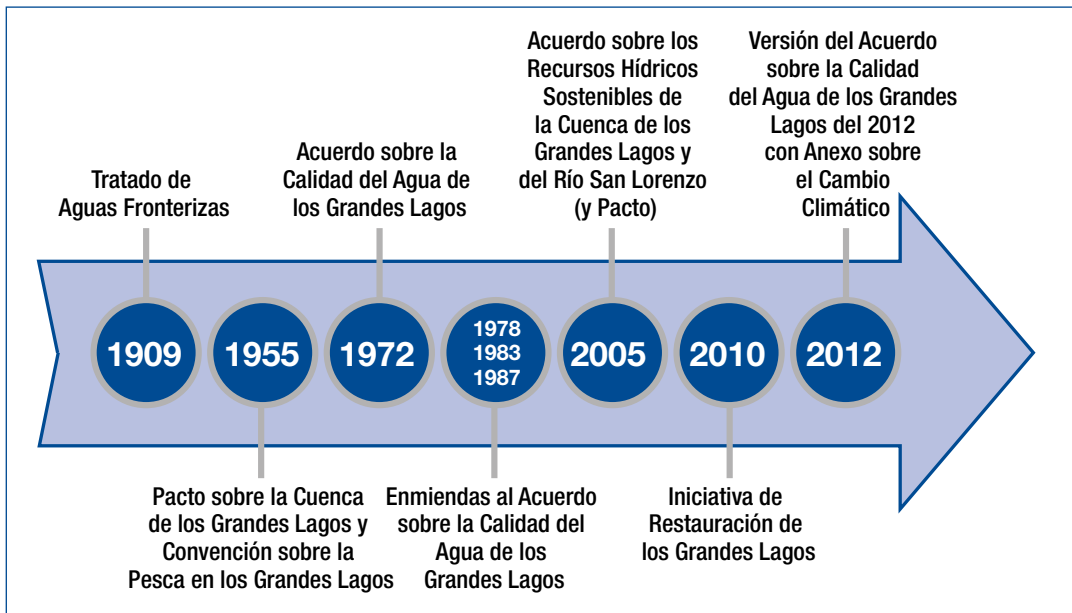 Tratado de
Aguas Fronterizas
Acuerdo sobre la
Calidad del Agua de
los Grandes Lagos
Acuerdo sobre los
Recursos Hídricos
Sostenibles de
la Cuenca de los
Grandes Lagos y
del Río San Lorenzo
(y Pacto)
Versión del Acuerdo
sobre la Calidad
del Agua de los Grandes
Lagos del 2012
con Anexo sobre
el Cambio
Climático
1909
1955
1972
1978
1983
1987
2005
2010
2012
Pacto sobre la Cuenca
de los Grandes Lagos y
Convención sobre la
Pesca en los Grandes Lagos
Enmiendas al Acuerdo
sobre la Calidad del
Agua de los
Grandes Lagos
Iniciativa de
Restauración de
los Grandes Lagos